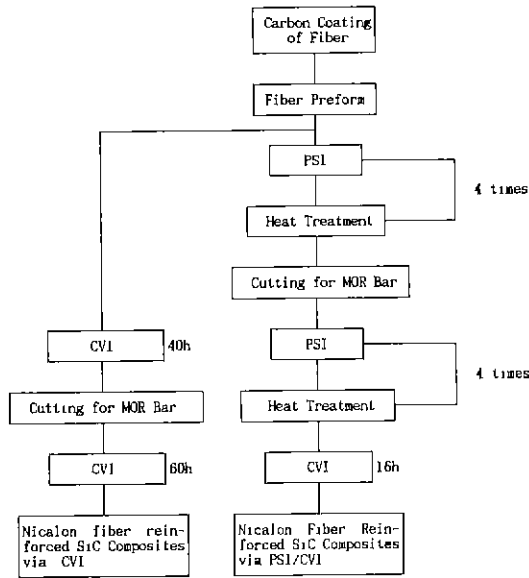 Carbon Coating
of Fiber
Fiber Preform
PSI
4 times
Heat Treatment
Cutting for MOR Bar
CVI 40h
PSI
4 times
Cutting for MOR Bar
Heat Treatment
CVI 60h
CVI 16h
Nicalon fiber rein-
forced SiC Composites
via CVI
Nicalon Fiber Rein-
forced SiC Composites
via PSI/CVI